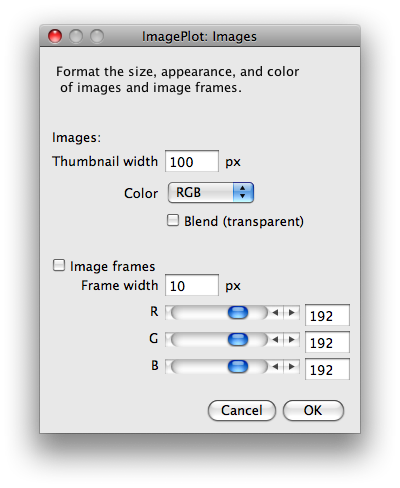 ImagePlot: Images
Format the size, appearance, and color
of images and image frames.
Images:
Thumbnail width 100 px
Color RGB
Blend (transparent)
Image frames
Frame width 10 px
R 192
G 192
B 192
Cancel OK